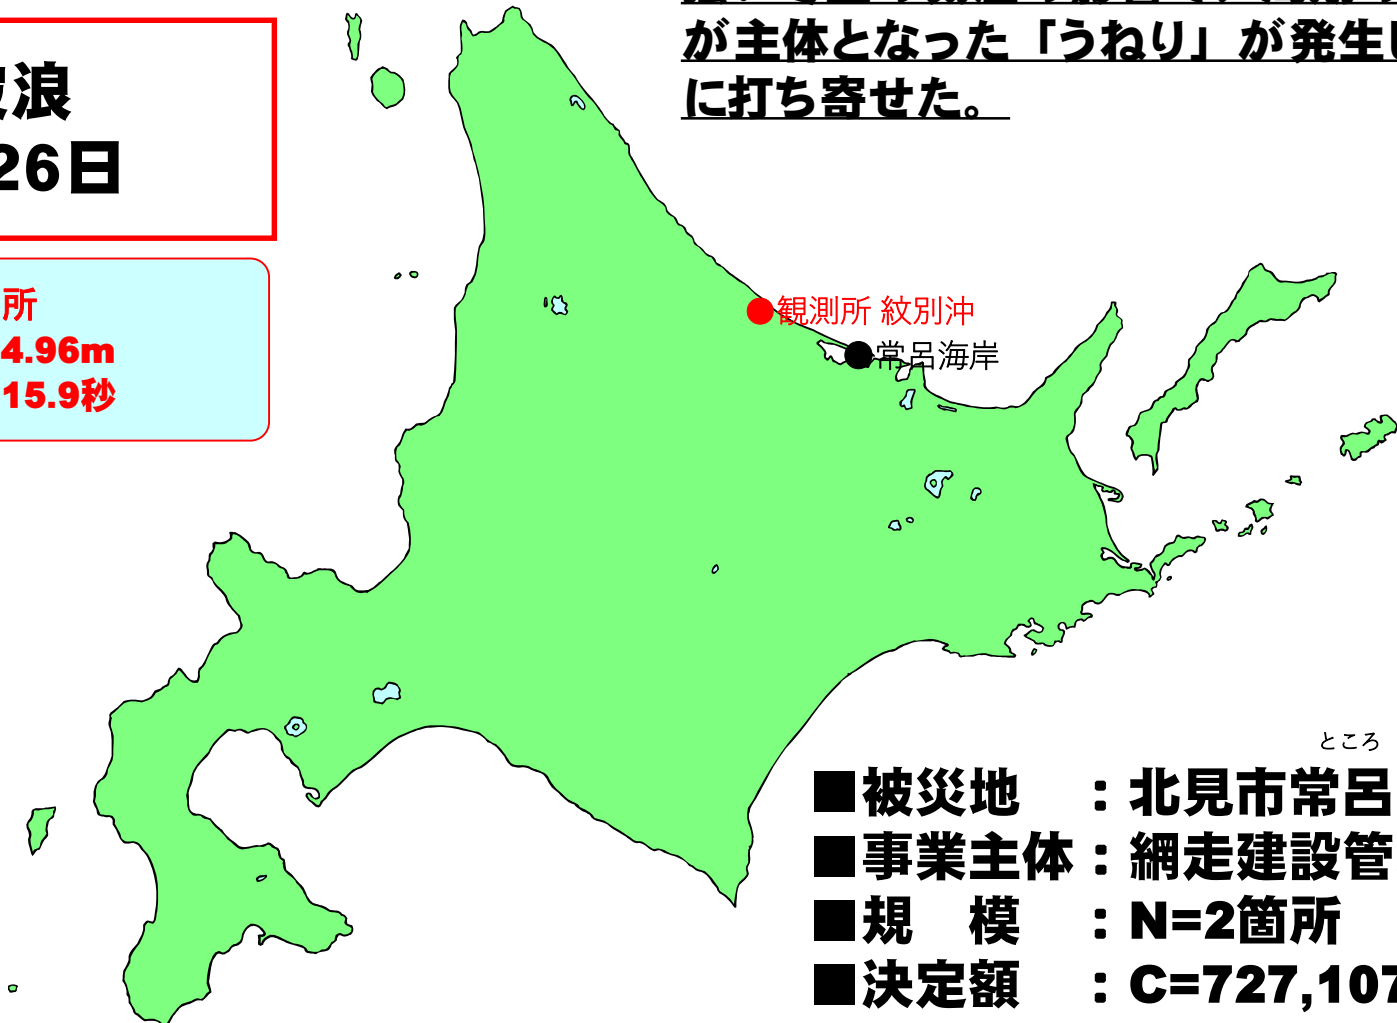 が主体となった「うねり」が発生し
に打ち寄せた。
波浪
26日
所
4.96m
15.9秒
観測所 紋別沖
常呂海岸
ところ
■被災地 ：北見市常呂
■事業主体：網走建設管
■規 模 ：N=2箇所
■決定額 ：C=727,107